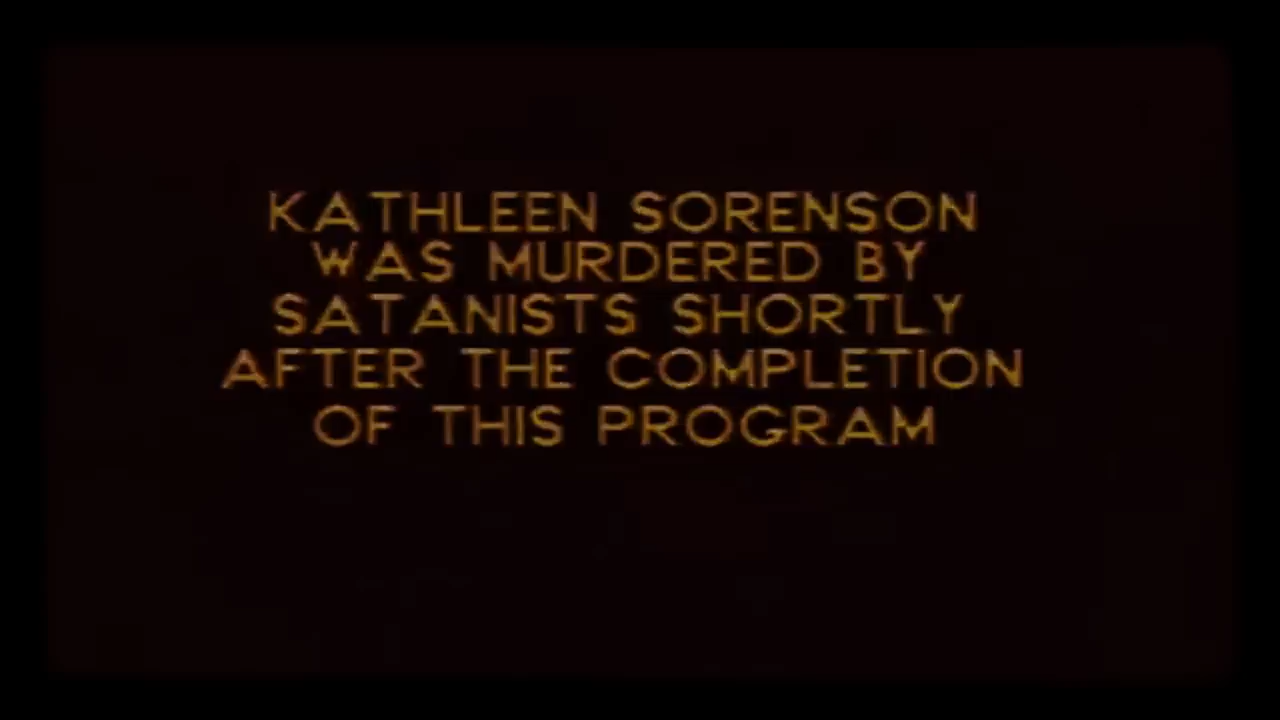 KATHLEEN SORENSON
WAS MURDERED BY
SATANISTS SHORTLY
AFTER THE COMPLETION
OF THIS PROGRAM